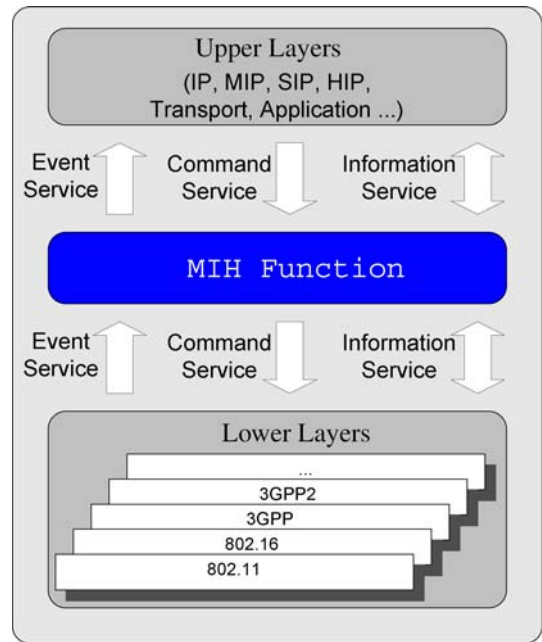 Upper Layers
(IP, MIP, SIP, HIP,
Transport, Application ...)
Event
Service
Command
Service
Information
Service
MIH Function
Event
Service
Command
Service
Information
Service
Lower Layers
...
3GPP2
3GPP
802.16
802.11